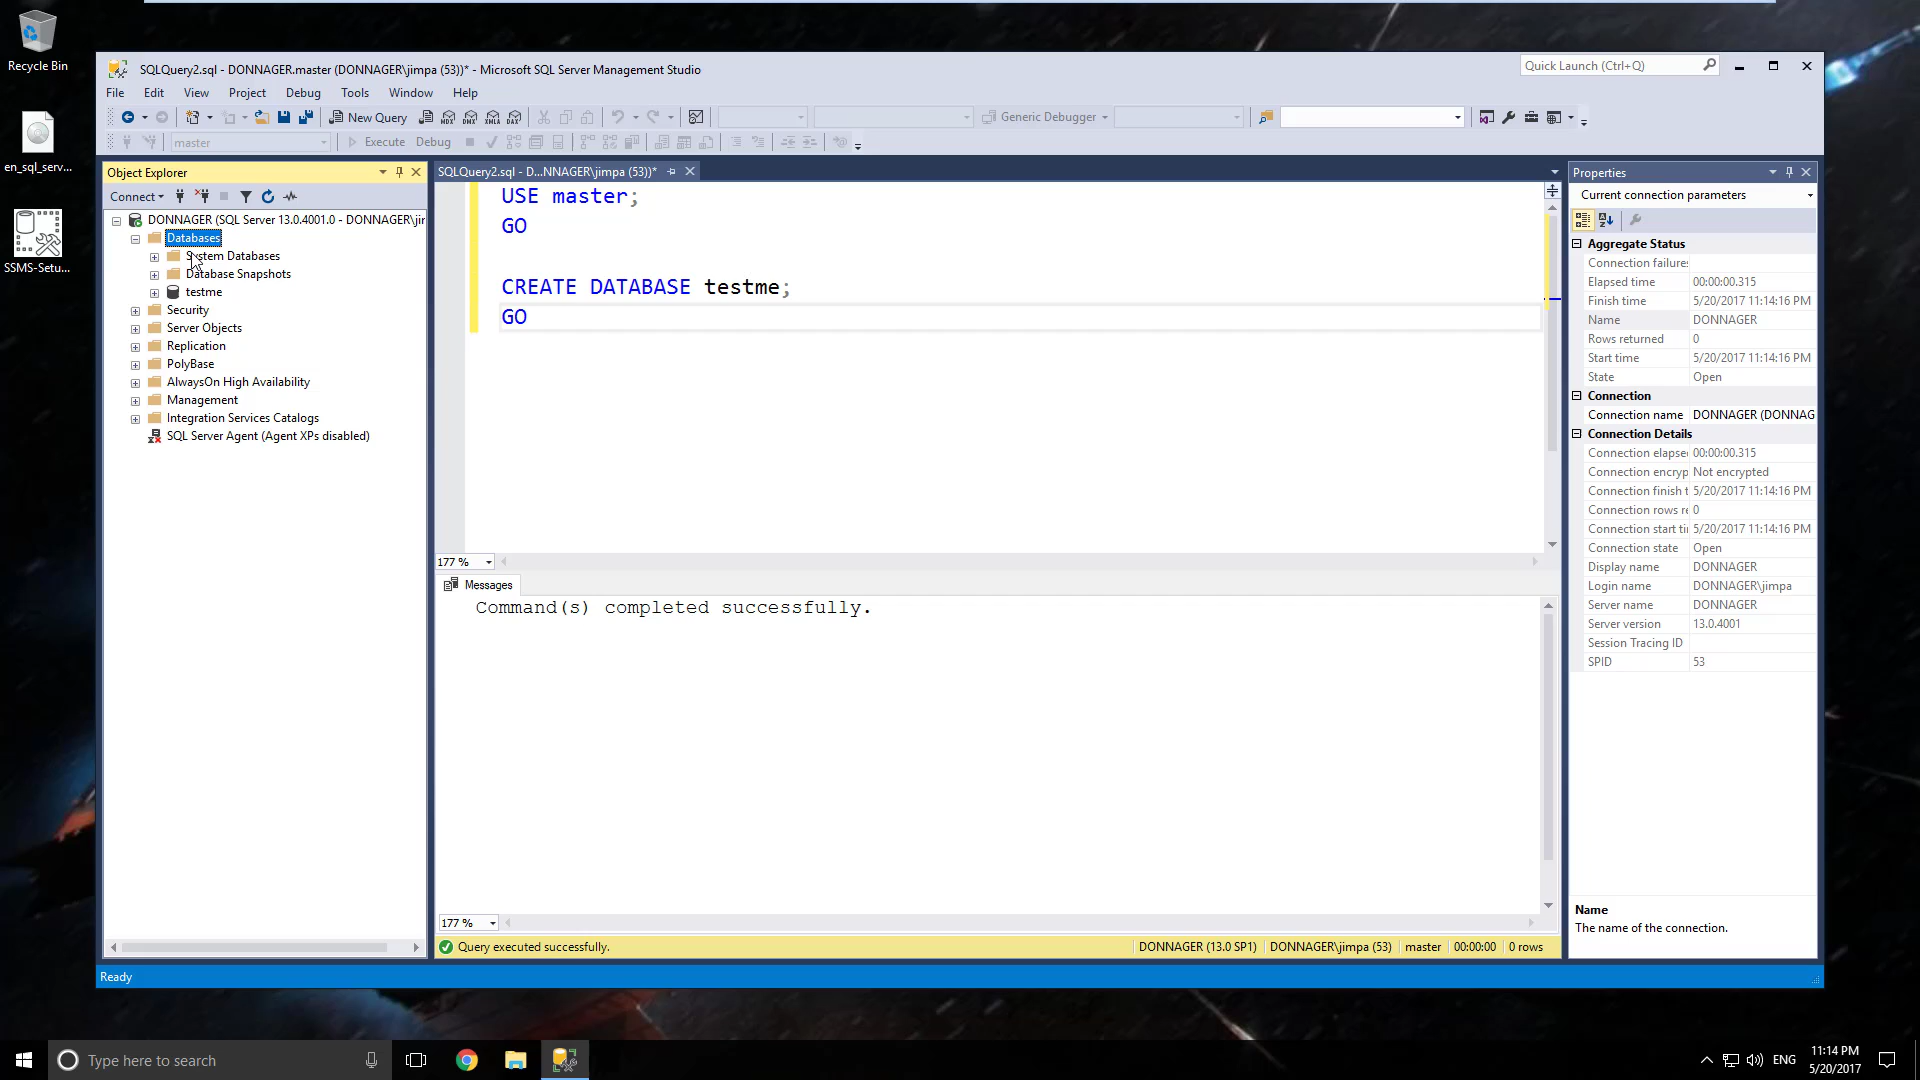 Recycle Bin
en_sql_serv...
SSMS-Setu...
SQLQuery2.sql - DONNAGER.master (DONNAGER\jimpa (53))* - Microsoft SQL Server Management Studio
Quick Launch (Ctrl+Q)
File Edit View Project Debug Tools Window Help
New Query
MDX DMX XMLA DAX
Generic Debugger
master
Execute Debug
Object Explorer
Connect
DONNAGER (SQL Server 13.0.4001.0 - DONNAGER\jim
Databases
System Databases
Database Snapshots
testme
Security
Server Objects
Replication
PolyBase
AlwaysOn High Availability
Management
Integration Services Catalogs
SQL Server Agent (Agent XPs disabled)
SQLQuery2.sql - D...NNAGER\jimpa (53))*
USE master;
GO
CREATE DATABASE testme;
GO
177 %
Messages
Command(s) completed successfully.
177 %
Query executed successfully.
DONNAGER (13.0 SP1) DONNAGER\jimpa (53) master 00:00:00 0 rows
Properties
Current connection parameters
Aggregate Status
Connection failures
Elapsed time 00:00:00.315
Finish time 5/20/2017 11:14:16 PM
Name DONNAGER
Rows returned 0
Start time 5/20/2017 11:14:16 PM
State Open
Connection
Connection name DONNAGER (DONNAG
Connection Details
Connection elapse 00:00:00.315
Connection encryp Not encrypted
Connection finish t 5/20/2017 11:14:16 PM
Connection rows re 0
Connection start ti 5/20/2017 11:14:16 PM
Connection state Open
Display name DONNAGER
Login name DONNAGER\jimpa
Server name DONNAGER
Server version 13.0.4001
Session Tracing ID
SPID 53
Name
The name of the connection.
Ready
Type here to search
ENG
11:14 PM
5/20/2017